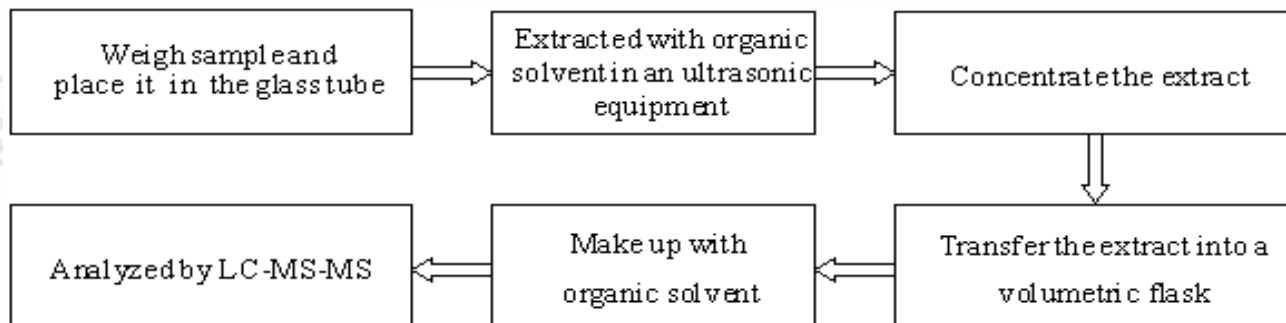 Weigh sample and
place it in the glass tube
Extracted with organic
solvent in an ultrasonic
equipment
Concentrate the extract
Transfer the extract into a
volumetric flask
Make up with
organic solvent
Analyzed by LC-MS-MS